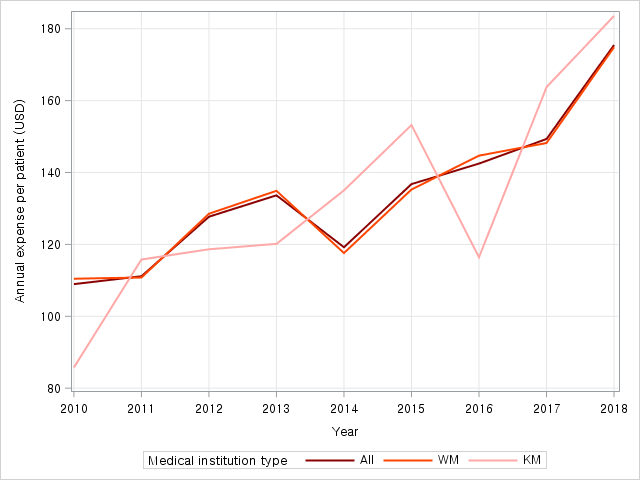 Annual expense per patient (USD)
180
160
140
120
100
80
2010 2011 2012 2013 2014 2015 2016 2017 2018
Year
Medical institution type All WM KM